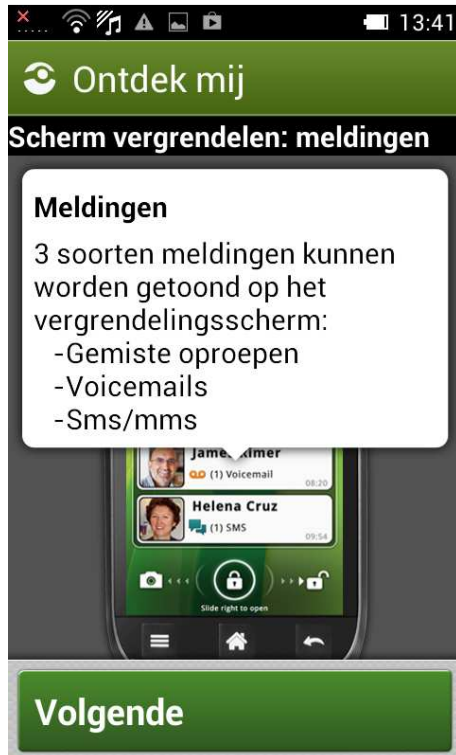 13:41
Ontdek mij
Scherm vergrendelen: meldingen
Meldingen
3 soorten meldingen kunnen
worden getoond op het
vergrendelingsscherm:
-Gemiste oproepen
-Voicemails
-Sms/mms
(1) Voicemail
08:20
Helena Cruz
(1) SMS
09:54
Slide right to open
Volgende